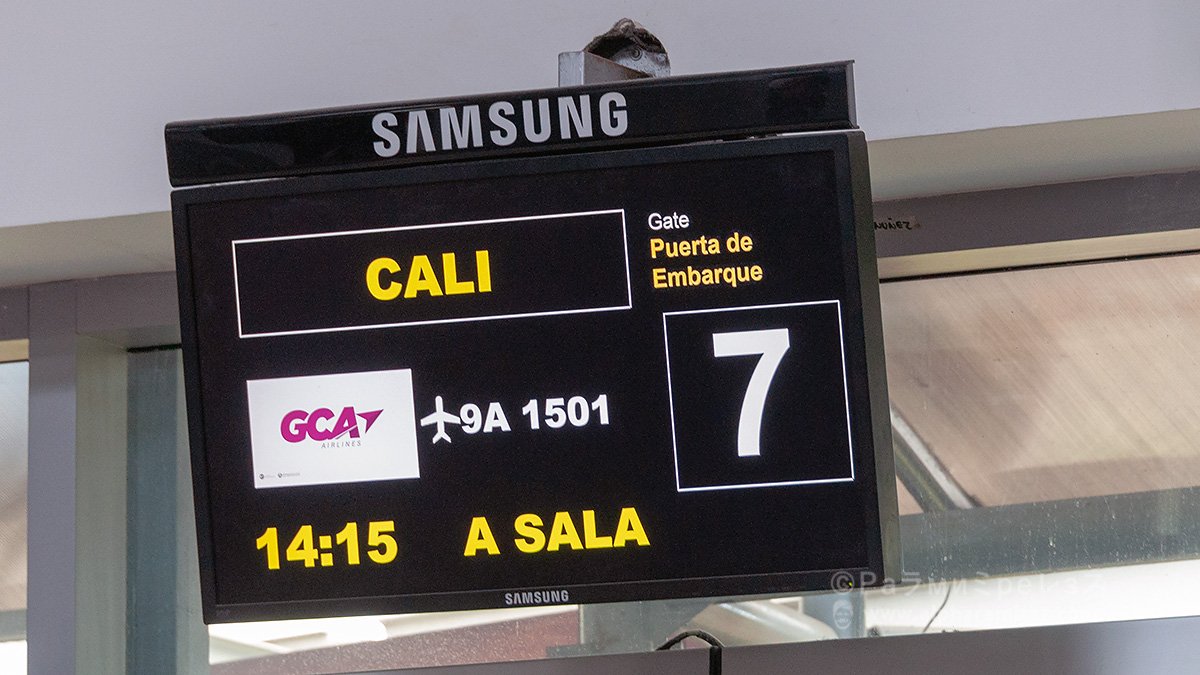 SAMSUNG
CALI
Gate
Puerta de
Embarque
7
GCA
AIRLINES
9A 1501
14:15
A SALA
SAMSUNG